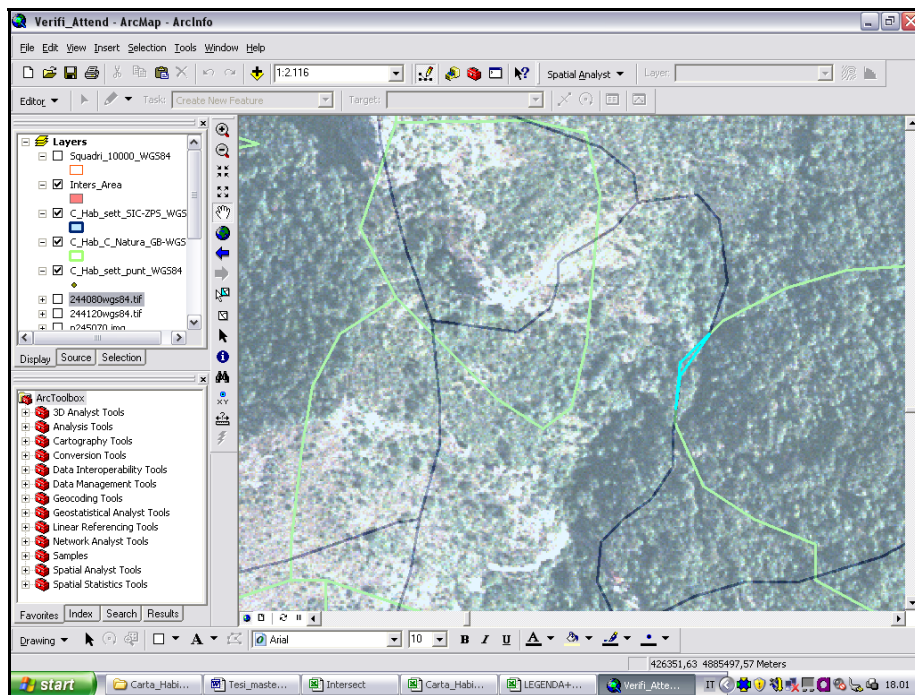 Verifi_Attend - ArcMap - ArcInfo
File Edit View Insert Selection Tools Window Help
1:2.116
Spatial Analyst
Layer:
Editor
Task:
Create New Feature
Target:
Layers
Squadri_10000_WGS84
Inters_Area
C_Hab_sett_SIC-ZPS_WGS
C_Hab_C_Natura_GB-WGS
C_Hab_sett_punt_WGS84
244080wgs84.tif
244120wgs84.tif
n245070.img
Display Source Selection
ArcToolbox
3D Analyst Tools
Analysis Tools
Cartography Tools
Conversion Tools
Data Interoperability Tools
Data Management Tools
Geocoding Tools
Geostatistical Analyst Tools
Linear Referencing Tools
Network Analyst Tools
Samples
Spatial Analyst Tools
Spatial Statistics Tools
Favorites Index Search Results
Drawing
A
Arial
10
B I U A
426351,63 4885497,57 Meters
start
Carta_Habi...
Tesi_maste...
Intersect
Carta_Habi...
LEGENDA+...
Verifi_Atte...
IT
18.01